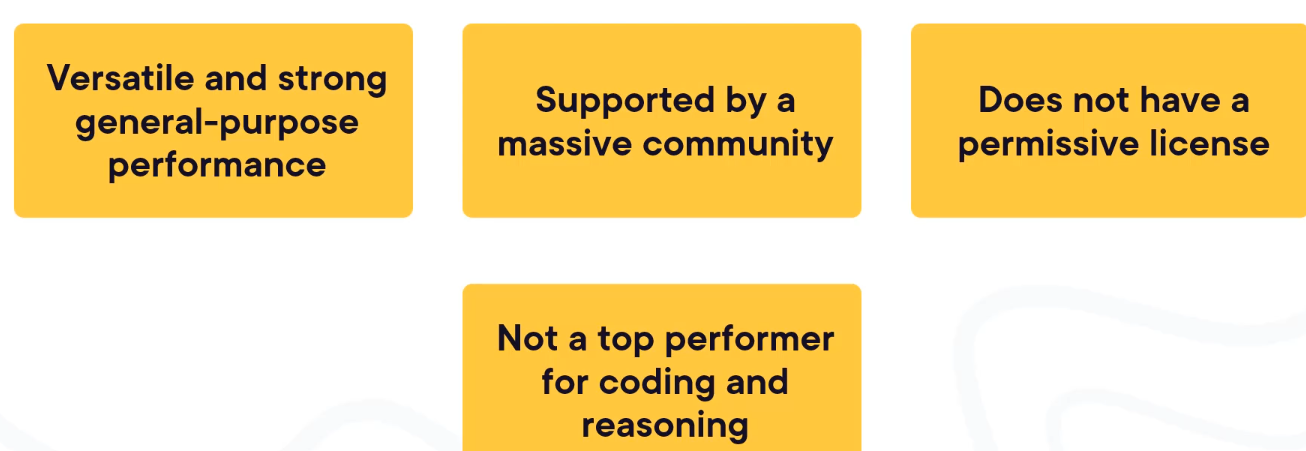 Versatile and strong
general-purpose
performance
Supported by a
massive community
Does not have a
permissive license
Not a top performer
for coding and
reasoning